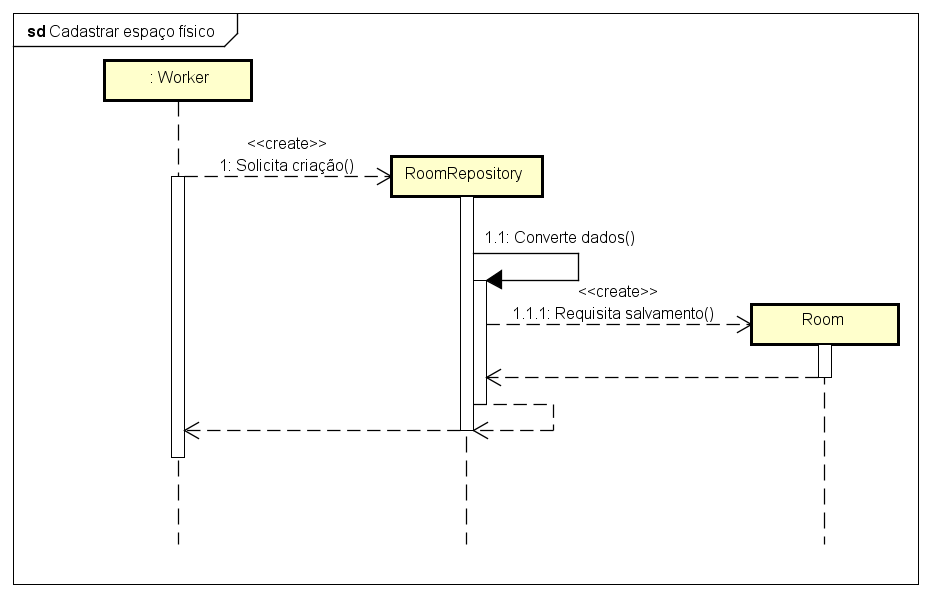 sd Cadastrar espaço físico
: Worker
<<create>>
1: Solicita criação()
RoomRepository
1.1: Converte dados()
<<create>>
1.1.1: Requisita salvamento()
Room